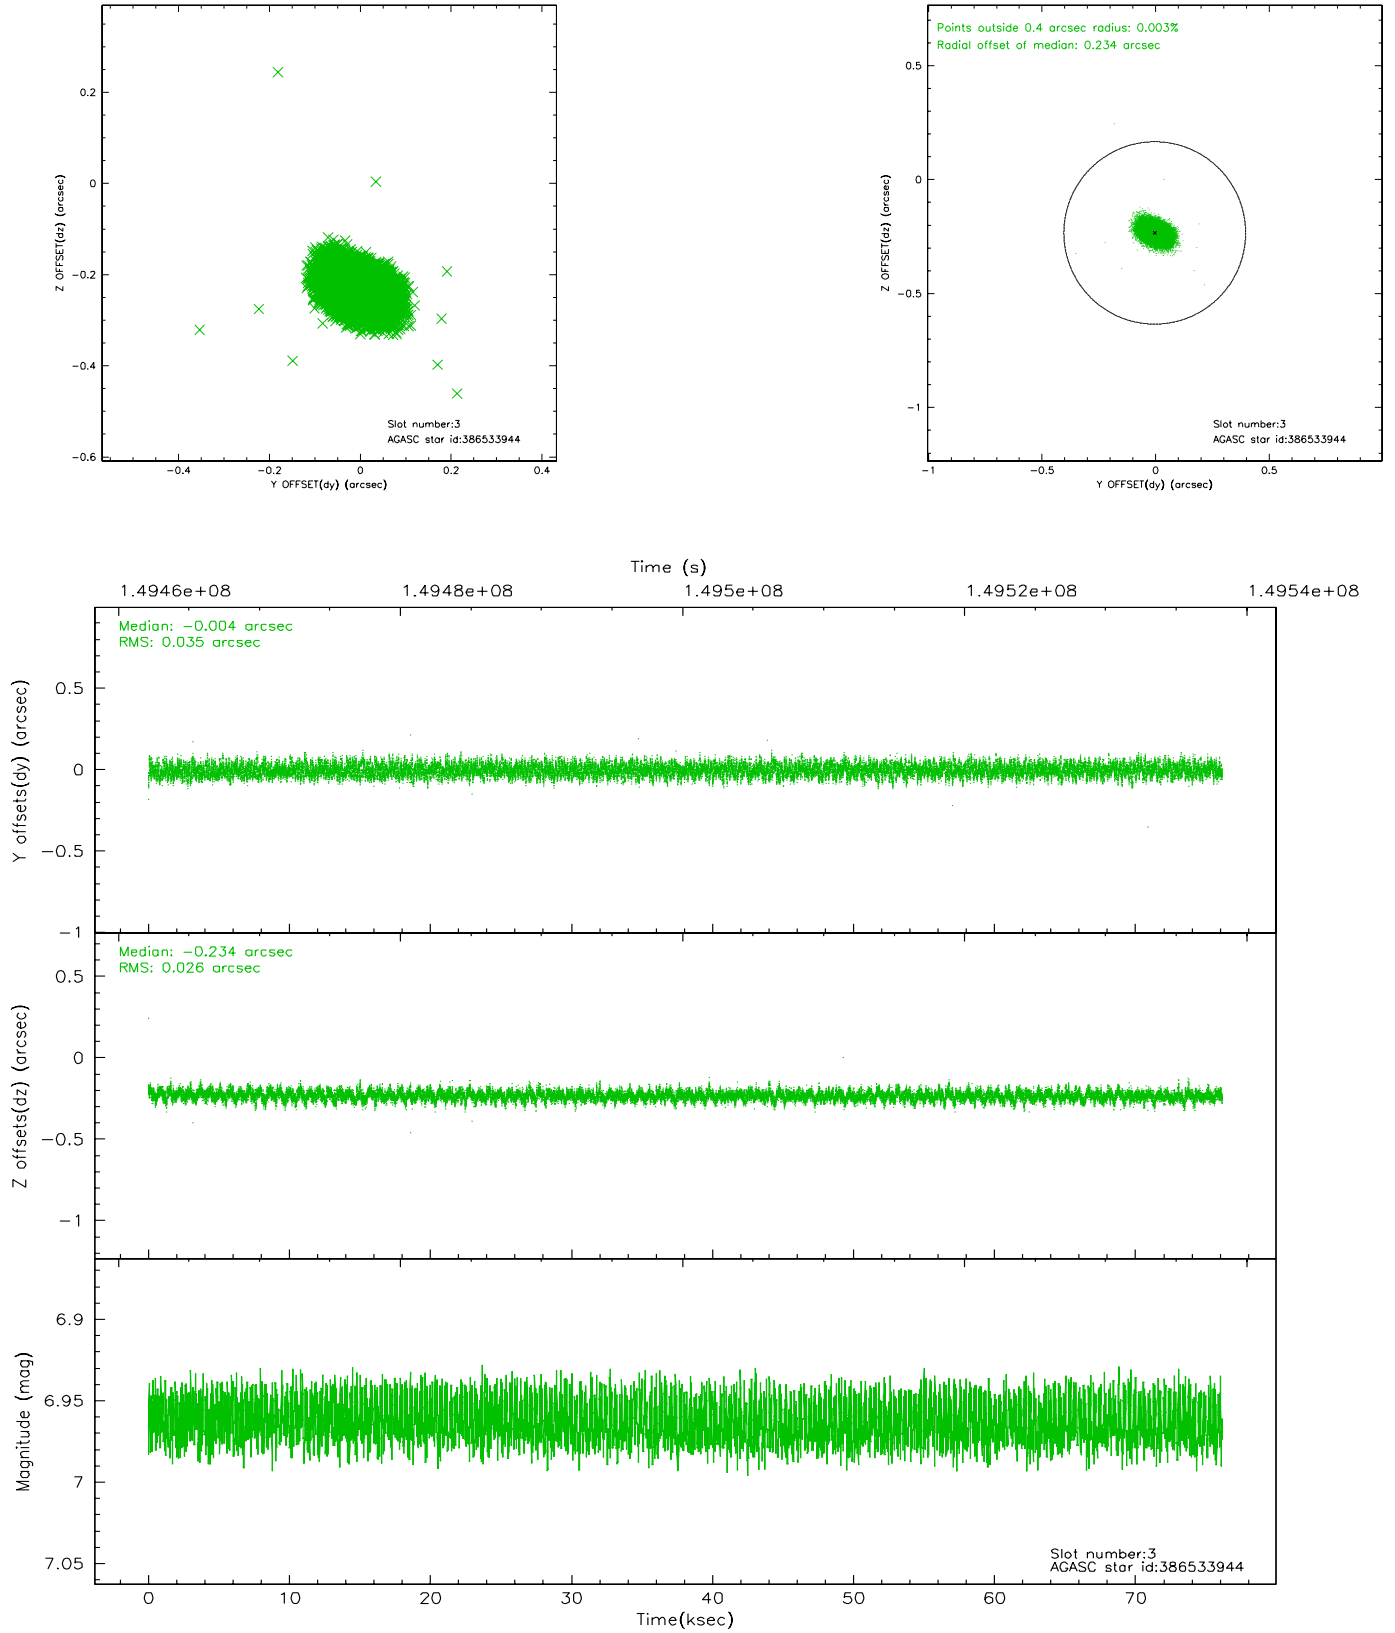 0.2
0
-0.2
-0.4
-0.6
Z OFFSET(dz) (arcsec)
Slot number:3
AGASC star id:386533944
-0.4 -0.2 0 0.2 0.4
Y OFFSET(dy) (arcsec)
Points outside 0.4 arcsec radius: 0.003%
Radial offset of median: 0.234 arcsec
0.5
0
-0.5
-1
Z OFFSET(dz) (arcsec)
Slot number:3
AGASC star id:386533944
-1 -0.5 0 0.5
Y OFFSET(dy) (arcsec)
Time (s)
1.4946e+08 1.4948e+08 1.495e+08 1.4952e+08 1.4954e+08
Median: -0.004 arcsec
RMS: 0.035 arcsec
0.5
0
-0.5
-1
Y offsets(dy) (arcsec)
Median: -0.234 arcsec
RMS: 0.026 arcsec
0.5
0
-0.5
-1
Z offsets(dz) (arcsec)
6.9
6.95
7
7.05
Magnitude (mag)
Slot number:3
AGASC star id:386533944
0 10 20 30 40 50 60 70
Time(ksec)